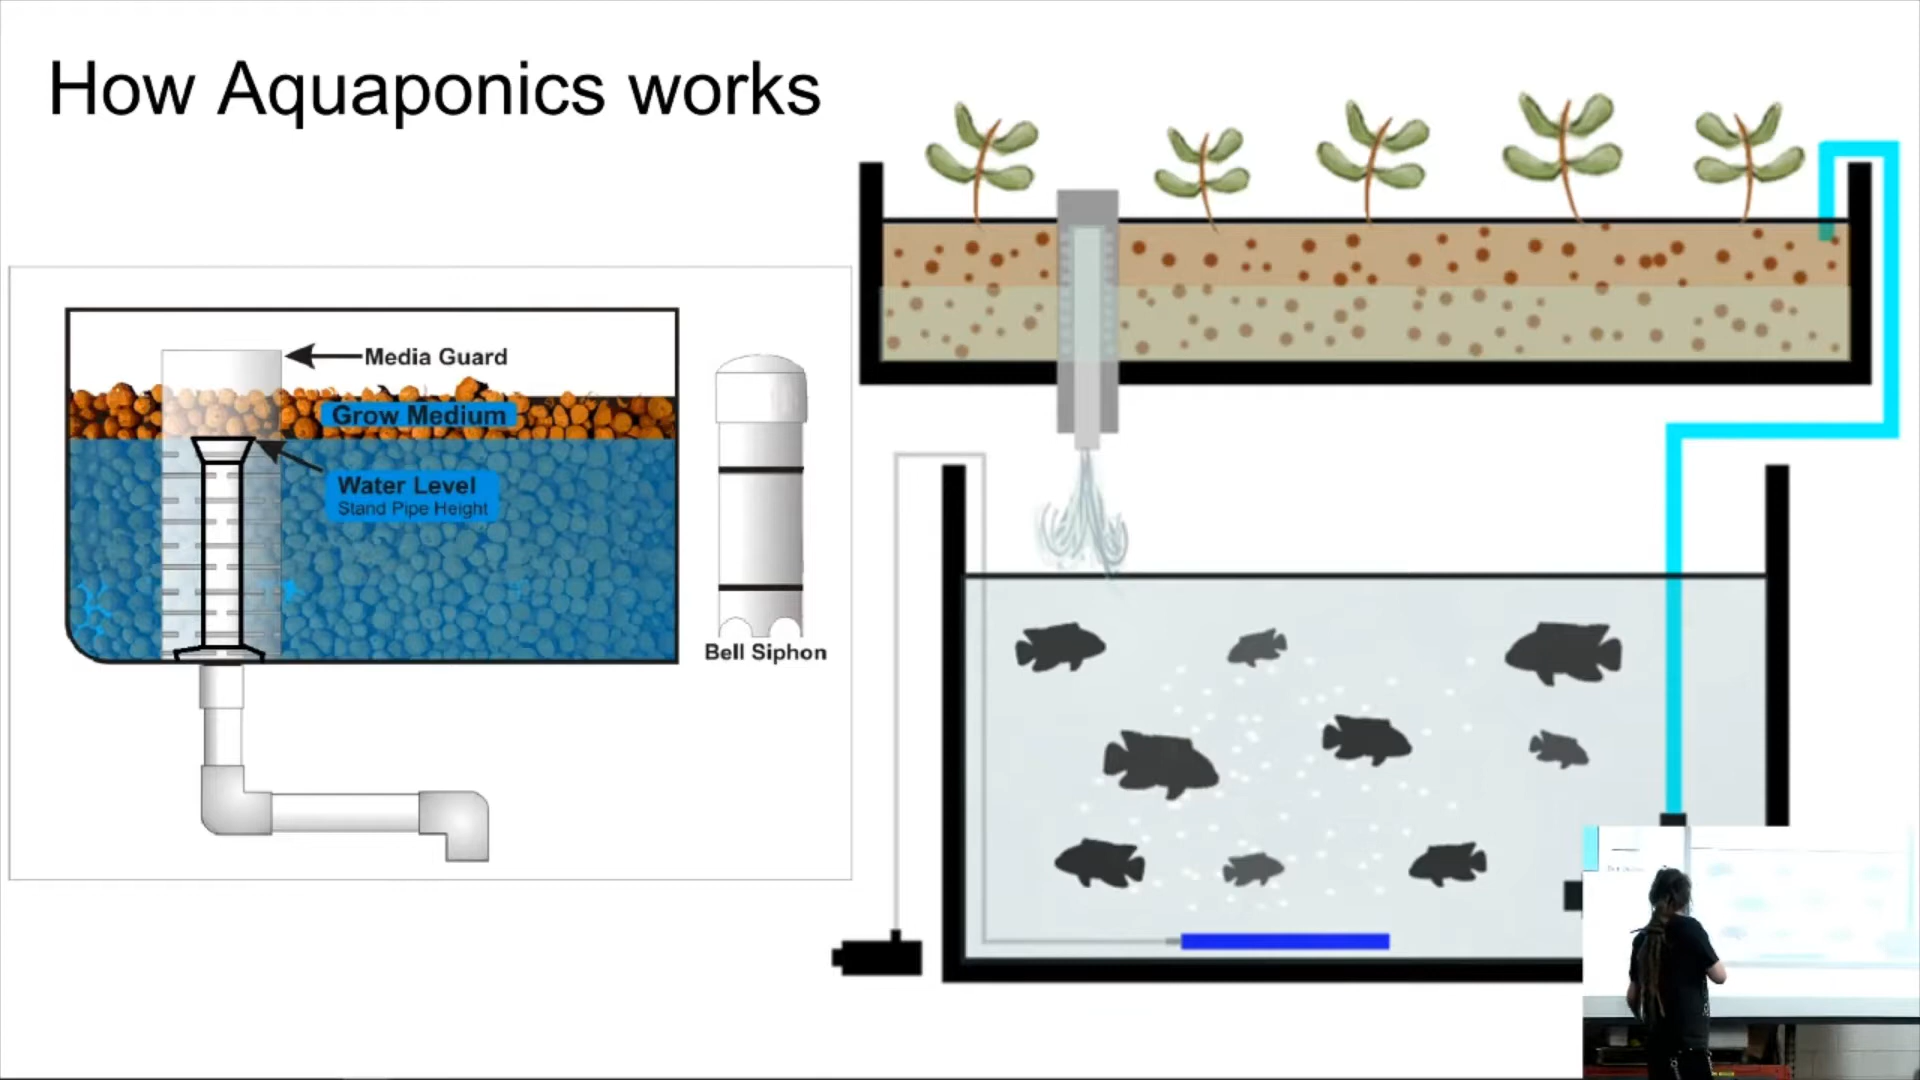 How Aquaponics works
Media Guard
Grow Medium
Water Level
Stand Pipe Height
Bell Siphon